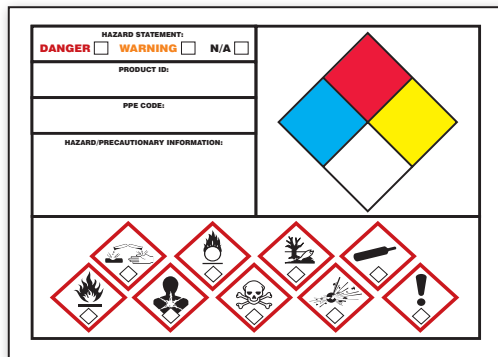 HAZARD STATEMENT:
DANGER WARNING N/A
PRODUCT ID:
PPE CODE:
HAZARD/PRECAUTIONARY INFORMATION: